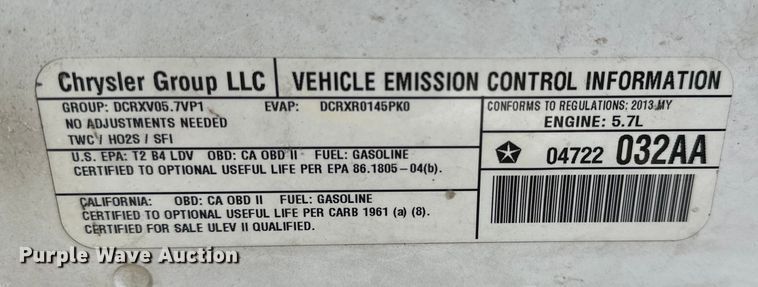 Chrysler Group LLC
VEHICLE EMISSION CONTROL INFORMATION
GROUP: DCRXV05.7VP1 EVAP: DCRXR0145PK0
NO ADJUSTMENTS NEEDED
TWC / HO2S / SFI
CONFORMS TO REGULATIONS: 2013 MY
ENGINE: 5.7L
U.S. EPA: T2 B4 LDV OBD: CA OBD II FUEL: GASOLINE
CERTIFIED TO OPTIONAL USEFUL LIFE PER EPA 86.1805-04(b).
04722 032AA
CALIFORNIA: OBD: CA OBD II FUEL: GASOLINE
CERTIFIED TO OPTIONAL USEFUL LIFE PER CARB 1961 (a) (8).
CERTIFIED FOR SALE ULEV II QUALIFIED.
Purple Wave Auction